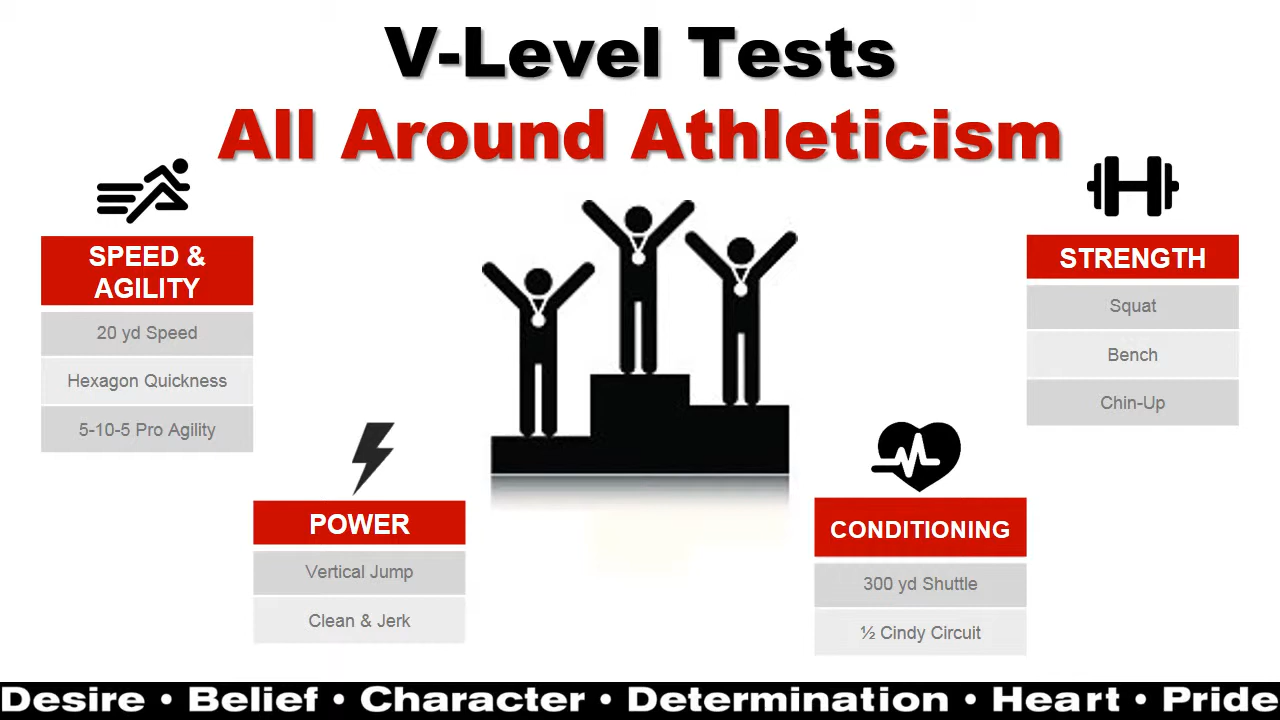 V-Level Tests
All Around Athleticism
SPEED &
AGILITY
20 yd Speed
Hexagon Quickness
5-10-5 Pro Agility
POWER
Vertical Jump
Clean & Jerk
CONDITIONING
300 yd Shuttle
½ Cindy Circuit
STRENGTH
Squat
Bench
Chin-Up
Desire • Belief • Character • Determination • Heart • Pride